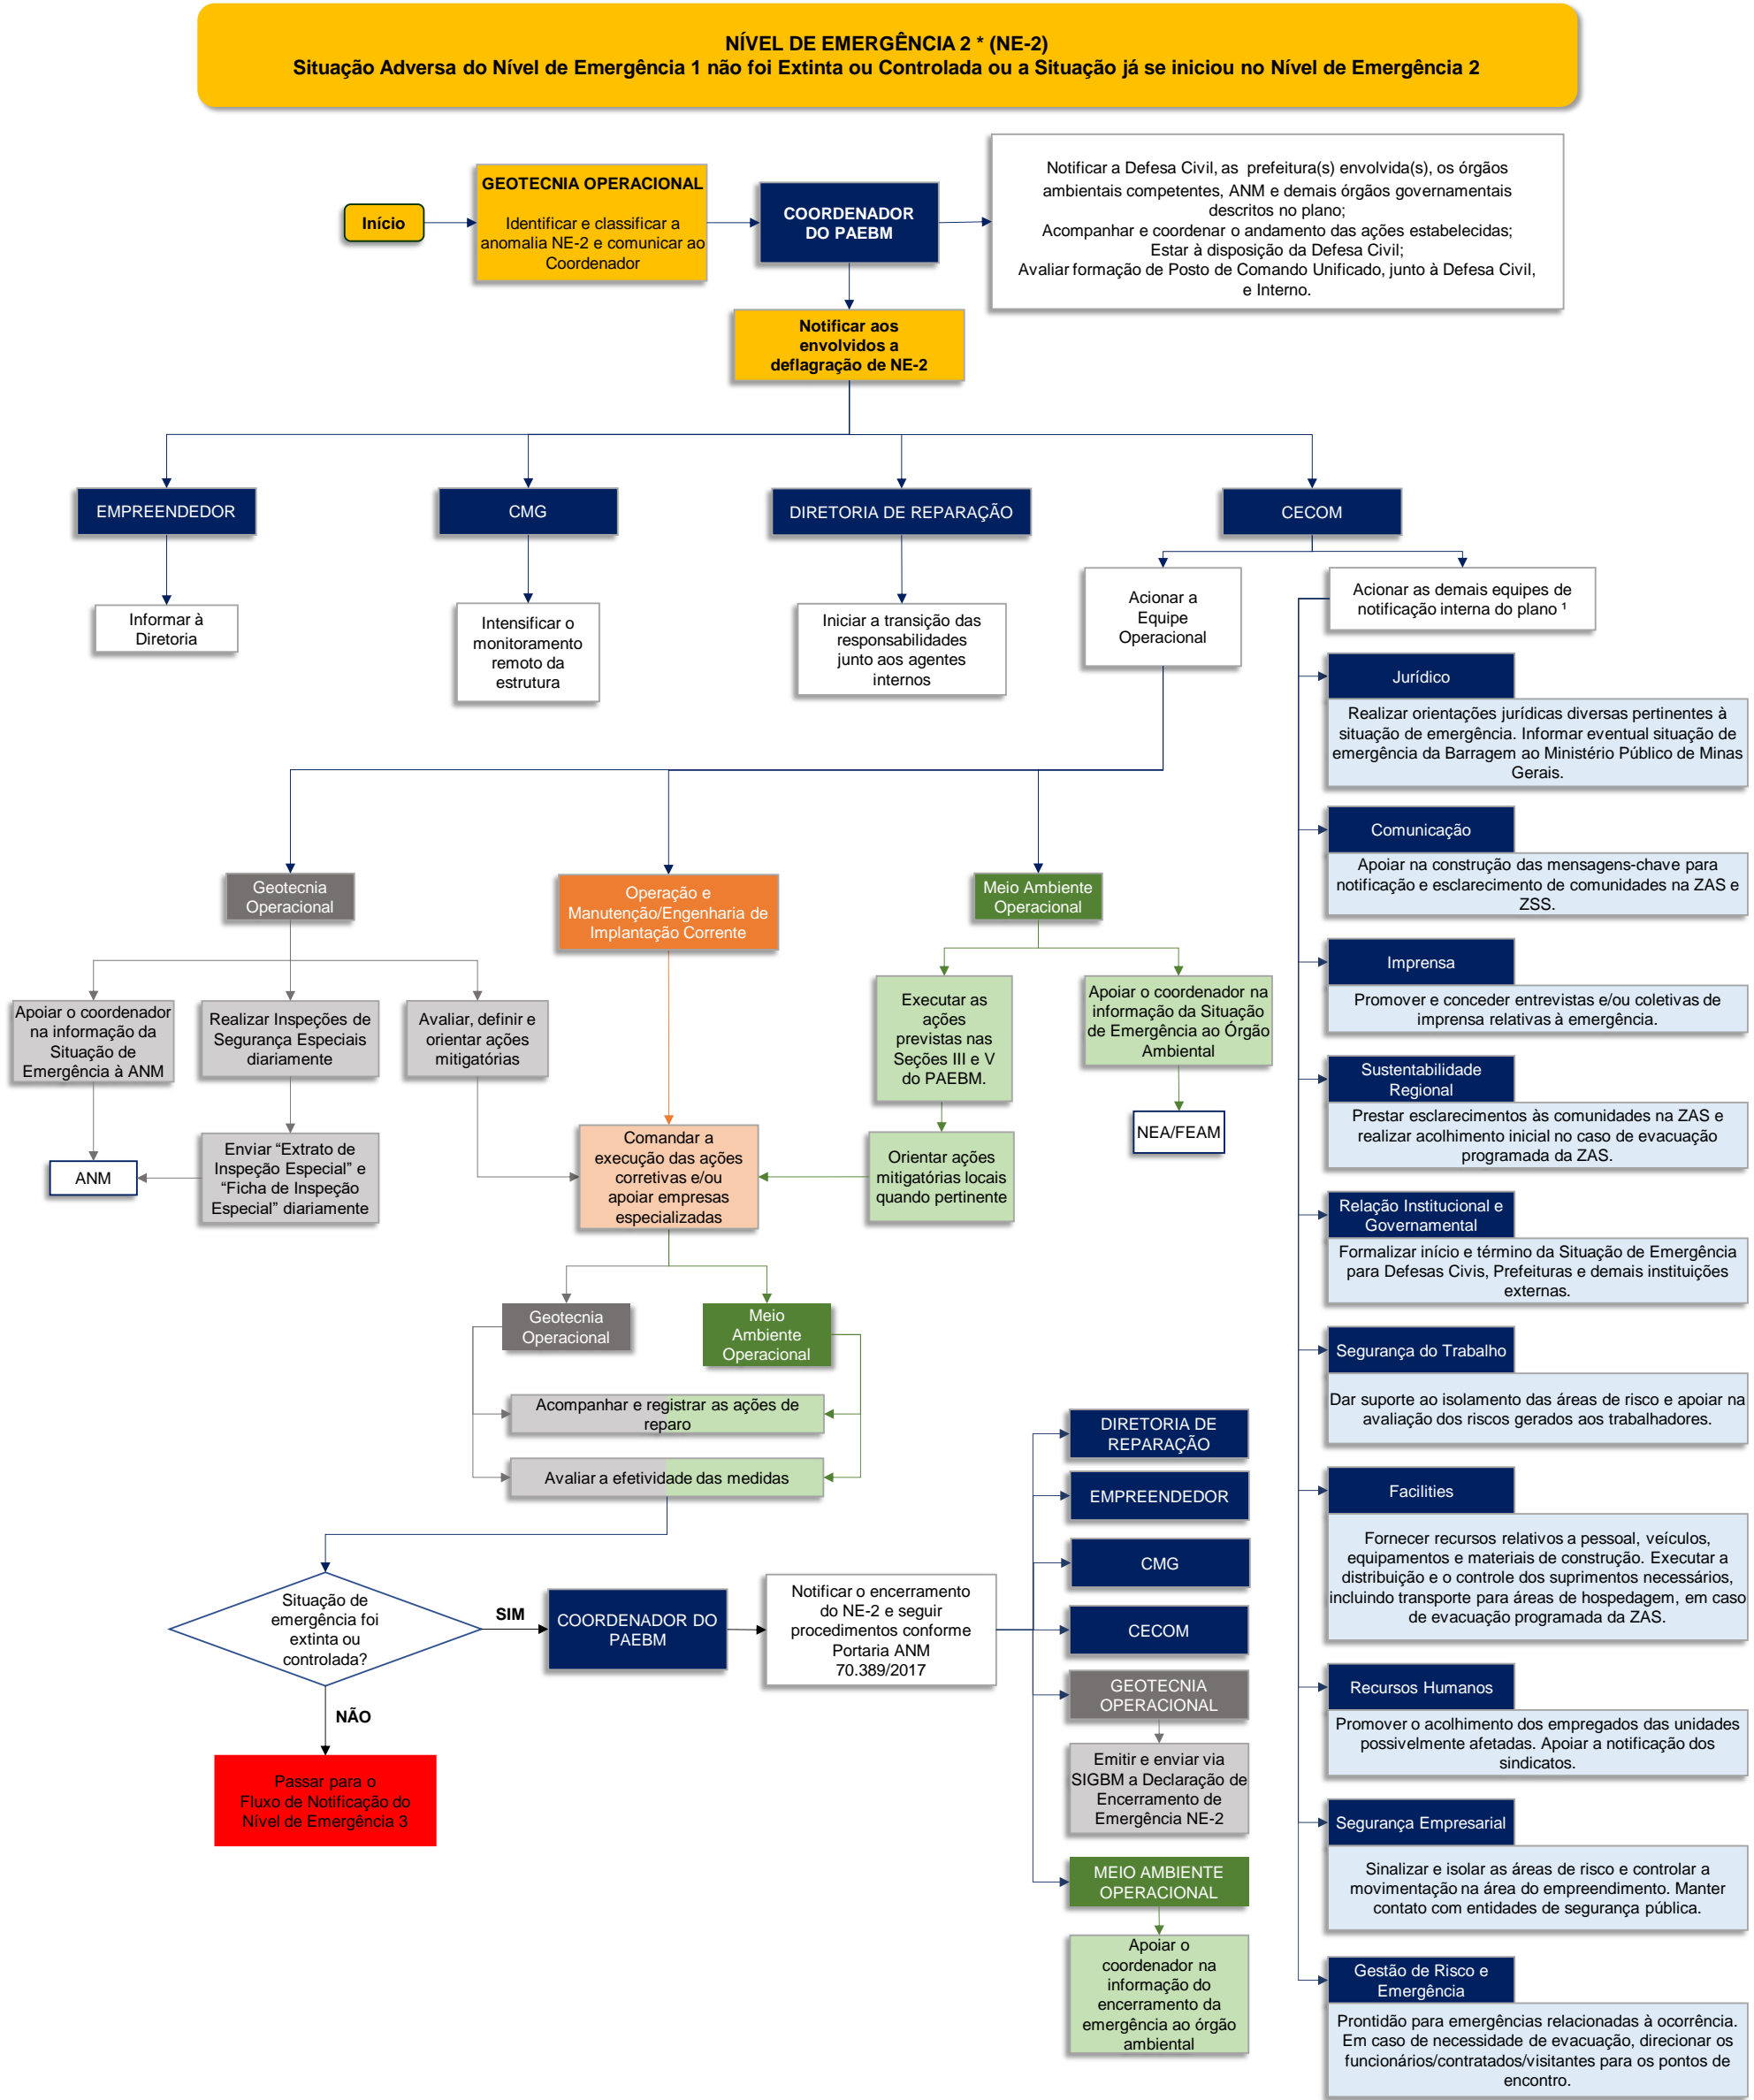 NÍVEL DE EMERGÊNCIA 2 * (NE-2)
Situação Adversa do Nível de Emergência 1 não foi Extinta ou Controlada ou a Situação já se iniciou no Nível de Emergência 2
Início
GEOTECNIA OPERACIONAL
Identificar e classificar a
anomalia NE-2 e comunicar ao
Coordenador
COORDENADOR
DO PAEBM
Notificar a Defesa Civil, as prefeitura(s) envolvida(s), os órgãos
ambientais competentes, ANM e demais órgãos governamentais
descritos no plano;
Acompanhar e coordenar o andamento das ações estabelecidas;
Estar à disposição da Defesa Civil;
Avaliar formação de Posto de Comando Unificado, junto à Defesa Civil,
e Interno.
Notificar aos
envolvidos a
deflagração de NE-2
EMPREENDEDOR
CMG
DIRETORIA DE REPARAÇÃO
CECOM
Informar à
Diretoria
Intensificar o
monitoramento
remoto da
estrutura
Iniciar a transição das
responsabilidades
junto aos agentes
internos
Acionar a
Equipe
Operacional
Acionar as demais equipes de
notificação interna do plano ¹
Jurídico
Realizar orientações jurídicas diversas pertinentes à
situação de emergência. Informar eventual situação de
emergência da Barragem ao Ministério Público de Minas
Gerais.
Comunicação
Apoiar na construção das mensagens-chave para
notificação e esclarecimento de comunidades na ZAS e
ZSS.
Imprensa
Promover e conceder entrevistas e/ou coletivas de
imprensa relativas à emergência.
Sustentabilidade
Regional
Prestar esclarecimentos às comunidades na ZAS e
realizar acolhimento inicial no caso de evacuação
programada da ZAS.
Relação Institucional e
Governamental
Formalizar início e término da Situação de Emergência
para Defesas Civis, Prefeituras e demais instituições
externas.
Segurança do Trabalho
Dar suporte ao isolamento das áreas de risco e apoiar na
avaliação dos riscos gerados aos trabalhadores.
Facilities
Fornecer recursos relativos a pessoal, veículos,
equipamentos e materiais de construção. Executar a
distribuição e o controle dos suprimentos necessários,
incluindo transporte para áreas de hospedagem, em caso
de evacuação programada da ZAS.
Recursos Humanos
Promover o acolhimento dos empregados das unidades
possivelmente afetadas. Apoiar a notificação dos
sindicatos.
Segurança Empresarial
Sinalizar e isolar as áreas de risco e controlar a
movimentação na área do empreendimento. Manter
contato com entidades de segurança pública.
Gestão de Risco e
Emergência
Prontidão para emergências relacionadas à ocorrência.
Em caso de necessidade de evacuação, direcionar os
funcionários/contratados/visitantes para os pontos de
encontro.
Geotecnia
Operacional
Operação e
Manutenção/Engenharia de
Implantação Corrente
Meio Ambiente
Operacional
Apoiar o coordenador
na informação da
Situação de
Emergência à ANM
Realizar Inspeções de
Segurança Especiais
diariamente
Avaliar, definir e
orientar ações
mitigatórias
Executar as
ações
previstas nas
Seções III e V
do PAEBM.
Apoiar o coordenador na
informação da Situação
de Emergência ao Órgão
Ambiental
ANM
Enviar “Extrato de
Inspeção Especial” e
“Ficha de Inspeção
Especial” diariamente
Comandar a
execução das ações
corretivas e/ou
apoiar empresas
especializadas
Orientar ações
mitigatórias locais
quando pertinente
NEA/FEAM
Geotecnia
Operacional
Meio
Ambiente
Operacional
Acompanhar e registrar as ações de
reparo
Avaliar a efetividade das medidas
Situação de
emergência foi
extinta ou
controlada?
SIM
NÃO
COORDENADOR DO
PAEBM
Notificar o encerramento
do NE-2 e seguir
procedimentos conforme
Portaria ANM
70.389/2017
Passar para o
Fluxo de Notificação do
Nível de Emergência 3
DIRETORIA DE
REPARAÇÃO
EMPREENDEDOR
CMG
CECOM
GEOTECNIA
OPERACIONAL
Emitir e enviar via
SIGBM a Declaração de
Encerramento de
Emergência NE-2
MEIO AMBIENTE
OPERACIONAL
Apoiar o
coordenador na
informação do
encerramento da
emergência ao órgão
ambiental